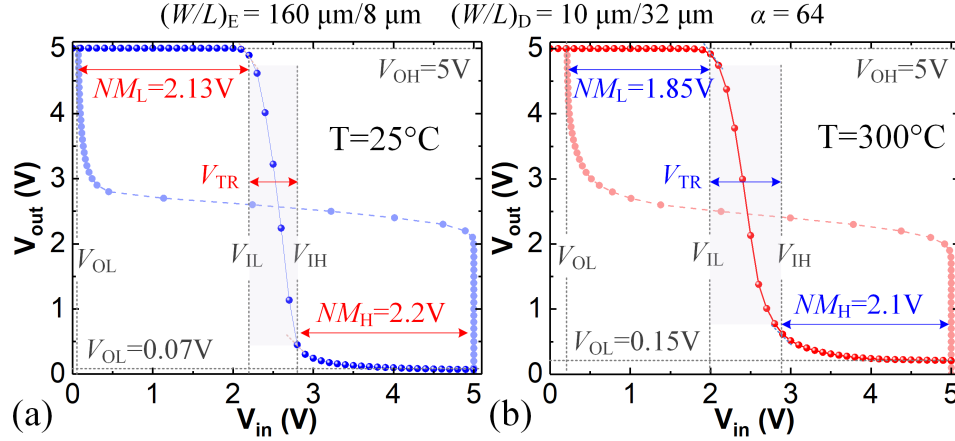 (W/L)E = 160 μm/8 μm (W/L)D = 10 μm/32 μm α = 64
5
4
3
2
1
0
Vout (V)
VOH=5V
NML=2.13V
T=25°C
VTR
VOL
VIL
VIH
NMH=2.2V
VOL=0.07V
0 1 2 3 4 5
Vin (V)
(a)
5
4
3
2
1
0
Vout (V)
VOH=5V
NML=1.85V
T=300°C
VTR
VOL
VIL
VIH
NMH=2.1V
VOL=0.15V
0 1 2 3 4 5
Vin (V)
(b)